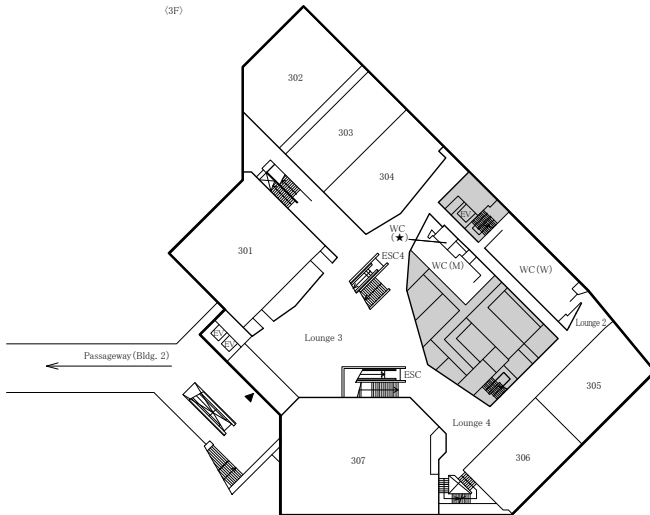 〈3F〉
302
303
304
EV
WC
(★)
301
ESC4
WC(M)
WC(W)
Lounge 2
EV
EV
Lounge 3
Passageway(Bldg. 2)
ESC
305
Lounge 4
307
306